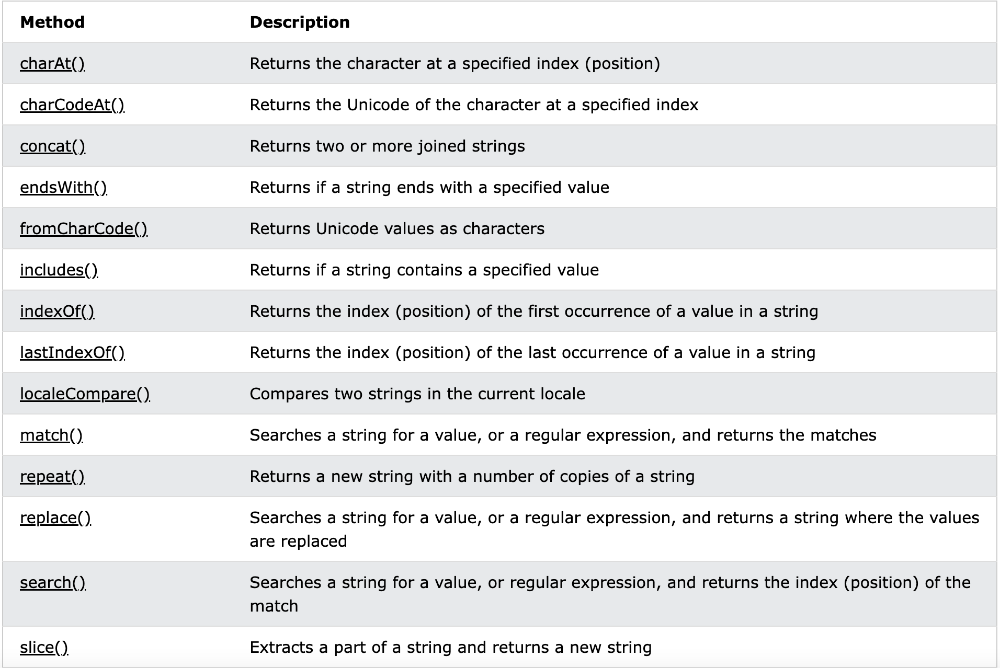 Method Description
charAt() Returns the character at a specified index (position)
charCodeAt() Returns the Unicode of the character at a specified index
concat() Returns two or more joined strings
endsWith() Returns if a string ends with a specified value
fromCharCode() Returns Unicode values as characters
includes() Returns if a string contains a specified value
indexOf() Returns the index (position) of the first occurrence of a value in a string
lastIndexOf() Returns the index (position) of the last occurrence of a value in a string
localeCompare() Compares two strings in the current locale
match() Searches a string for a value, or a regular expression, and returns the matches
repeat() Returns a new string with a number of copies of a string
replace() Searches a string for a value, or a regular expression, and returns a string where the values
are replaced
search() Searches a string for a value, or regular expression, and returns the index (position) of the
match
slice() Extracts a part of a string and returns a new string